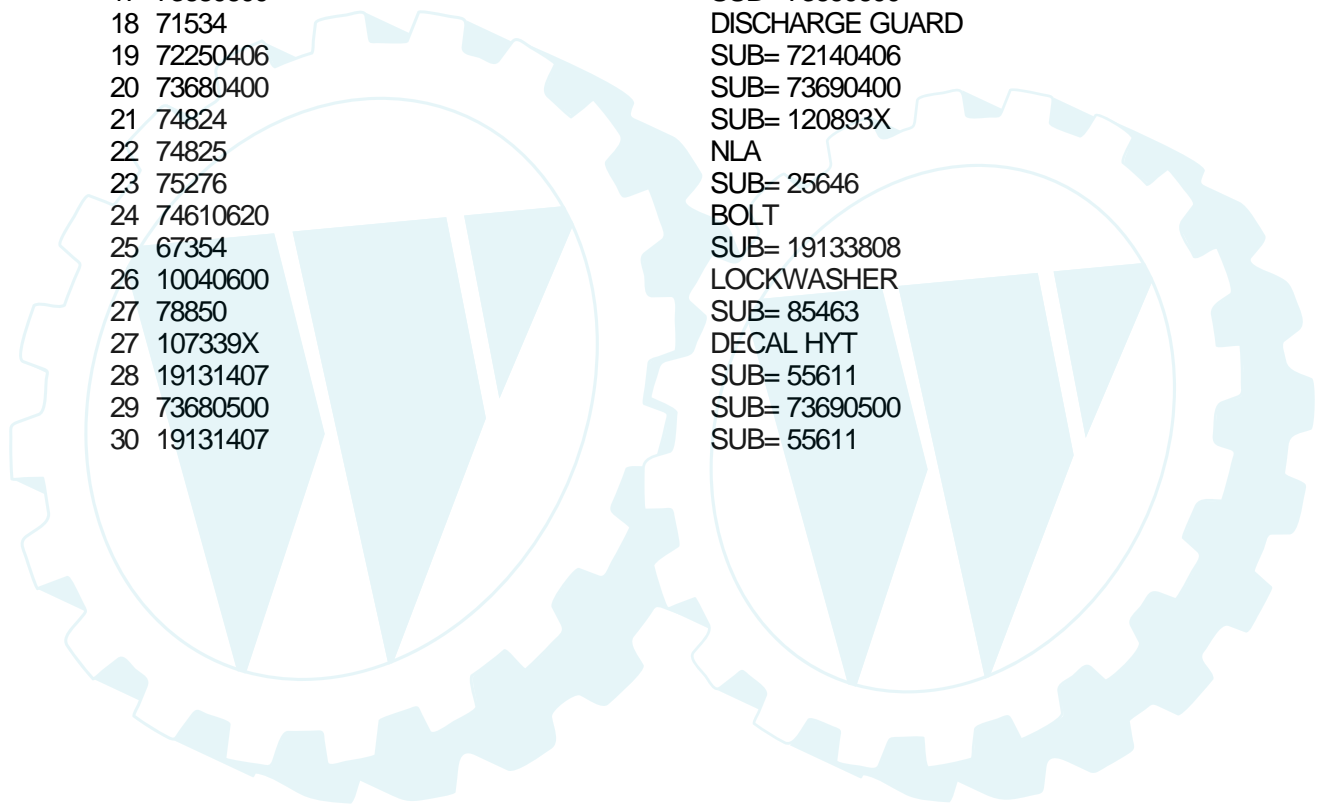 18 71534 DISCHARGE GUARD
19 72250406 SUB= 72140406
20 73680400 SUB= 73690400
21 74824 SUB= 120893X
22 74825 NLA
23 75276 SUB= 25646
24 74610620 BOLT
25 67354 SUB= 19133808
26 10040600 LOCKWASHER
27 78850 SUB= 85463
27 107339X DECAL HYT
28 19131407 SUB= 55611
29 73680500 SUB= 73690500
30 19131407 SUB= 55611